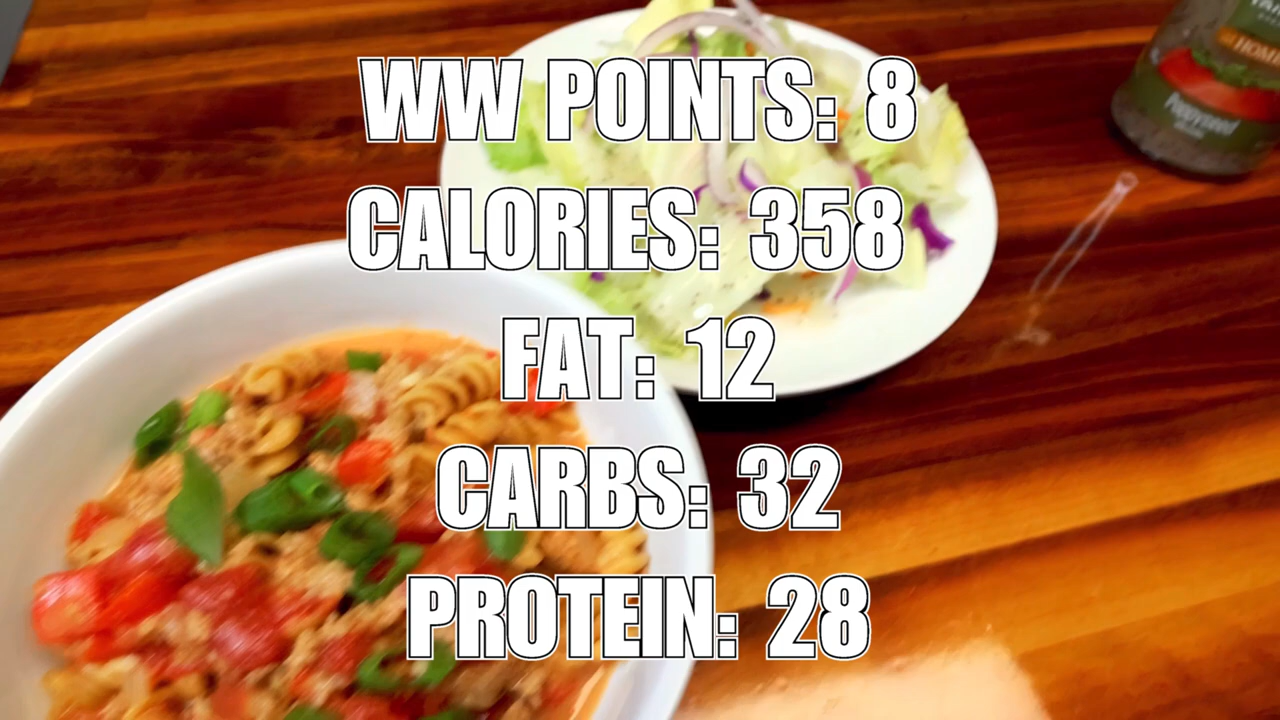 WW POINTS: 8
CALORIES: 358
FAT: 12
CARBS: 32
PROTEIN: 28